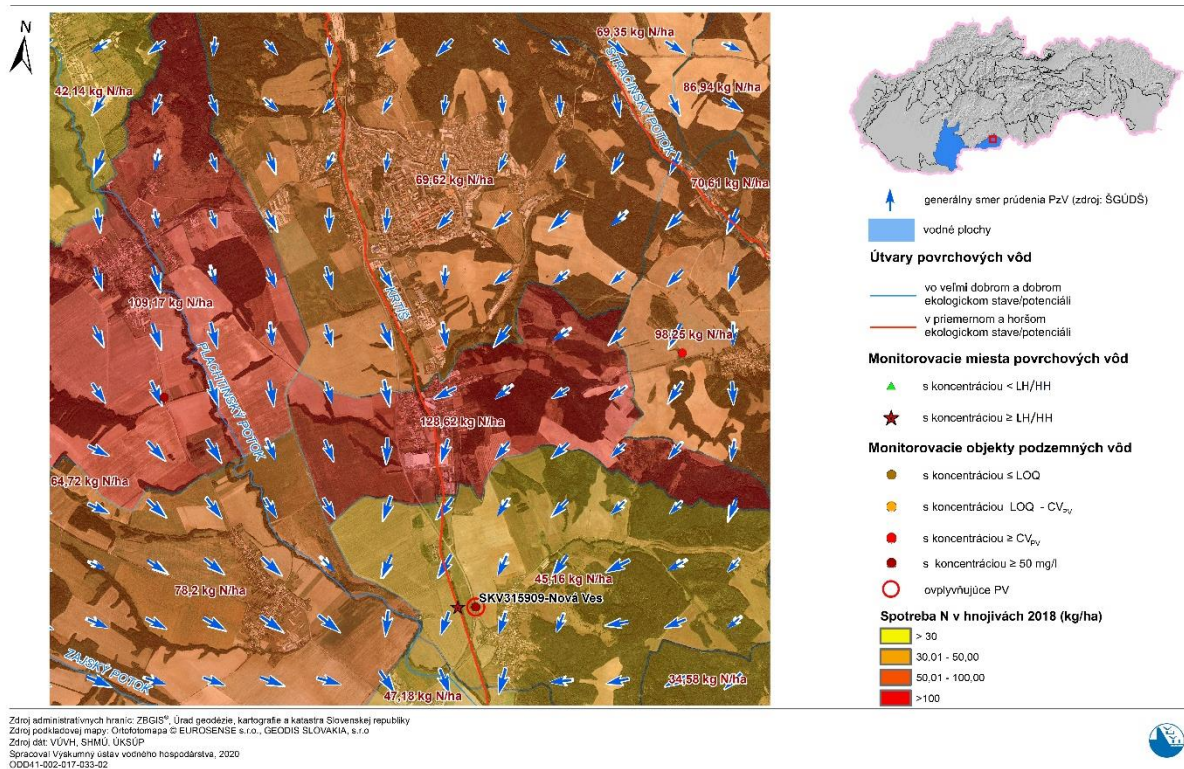 N
69,35 kg N/ha
STRAČINSKÝ POTOK
42,14 kg N/ha
86,94 kg N/ha
69,62 kg N/ha
70,61 kg N/ha
109,17 kg N/ha
KRTÍŠ
98,25 kg N/ha
PLACHTINSKÝ POTOK
128,62 kg N/ha
64,72 kg N/ha
78,2 kg N/ha
45,16 kg N/ha
SKV315909-Nová Ves
ZAJSKÝ POTOK
47,18 kg N/ha
34,58 kg N/ha
generálny smer prúdenia PzV (zdroj: ŠGÚDŠ)
vodné plochy
Útvary povrchových vôd
vo veľmi dobrom a dobrom
ekologickom stave/potenciáli
v priemernom a horšom
ekologickom stave/potenciáli
Monitorovacie miesta povrchových vôd
s koncentráciou < LH/HH
s koncentráciou ≥ LH/HH
Monitorovacie objekty podzemných vôd
s koncentráciou ≤ LOQ
s koncentráciou LOQ - CVPV
s koncentráciou ≥ CVPV
s koncentráciou ≥ 50 mg/l
ovplyvňujúce PV
Spotreba N v hnojivách 2018 (kg/ha)
> 30
30,01 - 50,00
50,01 - 100,00
>100
Zdroj administratívnych hraníc: ZBGIS®, Úrad geodézie, kartografie a katastra Slovenskej republiky
Zdroj podkladovej mapy: Ortofotomapa © EUROSENSE s.r.o., GEODIS SLOVAKIA, s.r.o
Zdroj dát: VÚVH, SHMÚ, ÚKSÚP
Spracoval Výskumný ústav vodného hospodárstva, 2020
ODD41-002-017-033-02